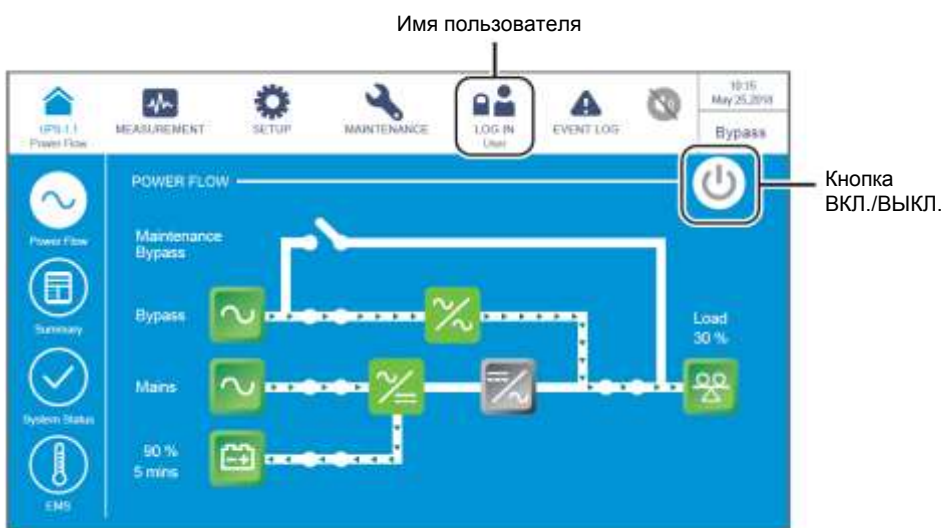 Имя пользователя
10:15
May 25,2018
UPS-1.1
Power Flow
MEASUREMENT
SETUP
MAINTENANCE
LOG IN
User
EVENT LOG
Bypass
POWER FLOW
Кнопка
ВКЛ./ВЫКЛ.
Power Flow
Maintenance
Bypass
Summary
Bypass
Load
30 %
Mains
System Status
90 %
5 mins
EMS